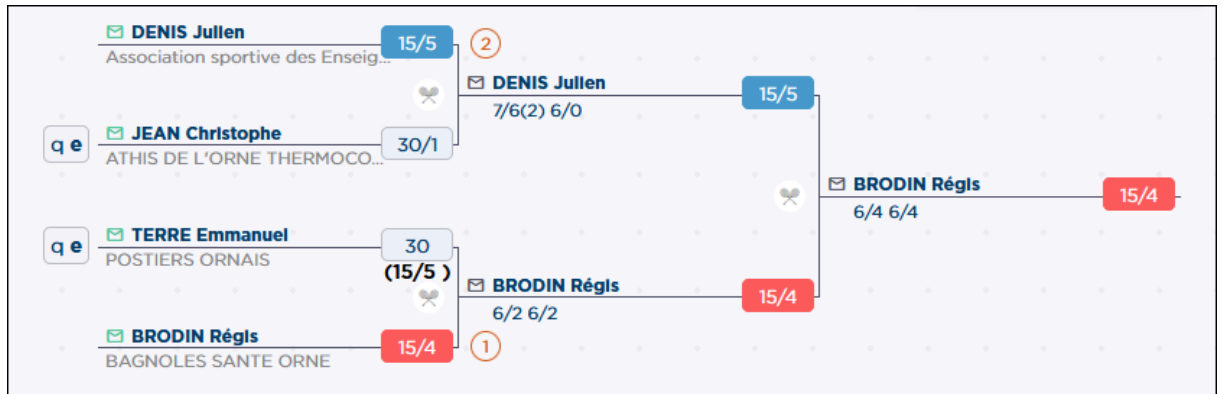 DENIS Julien
Association sportive des Enseig...
15/5
2
DENIS Julien
7/6(2) 6/0
15/5
q e
JEAN Christophe
ATHIS DE L'ORNE THERMOCO...
30/1
BRODIN Régis
6/4 6/4
15/4
q e
TERRE Emmanuel
POSTIERS ORNAIS
30
(15/5 )
BRODIN Régis
6/2 6/2
15/4
BRODIN Régis
BAGNOLES SANTE ORNE
15/4
1